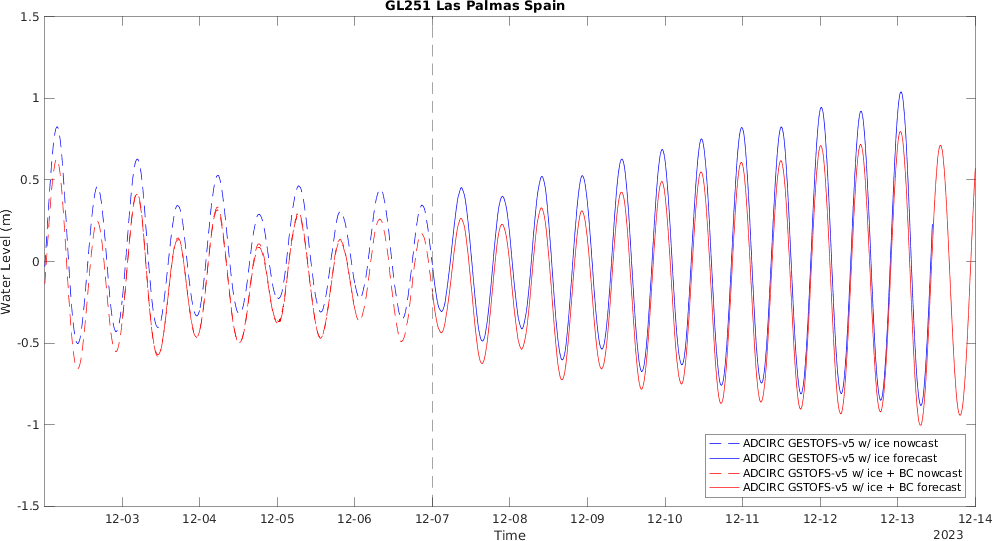 GL251 Las Palmas Spain
1.5
1
0.5
0
-0.5
-1
-1.5
Water Level (m)
12-03 12-04 12-05 12-06 12-07 12-08 12-09 12-10 12-11 12-12 12-13 12-14
Time
2023
ADCIRC GESTOFS-v5 w/ ice nowcast
ADCIRC GESTOFS-v5 w/ ice forecast
ADCIRC GSTOFS-v5 w/ ice + BC nowcast
ADCIRC GSTOFS-v5 w/ ice + BC forecast